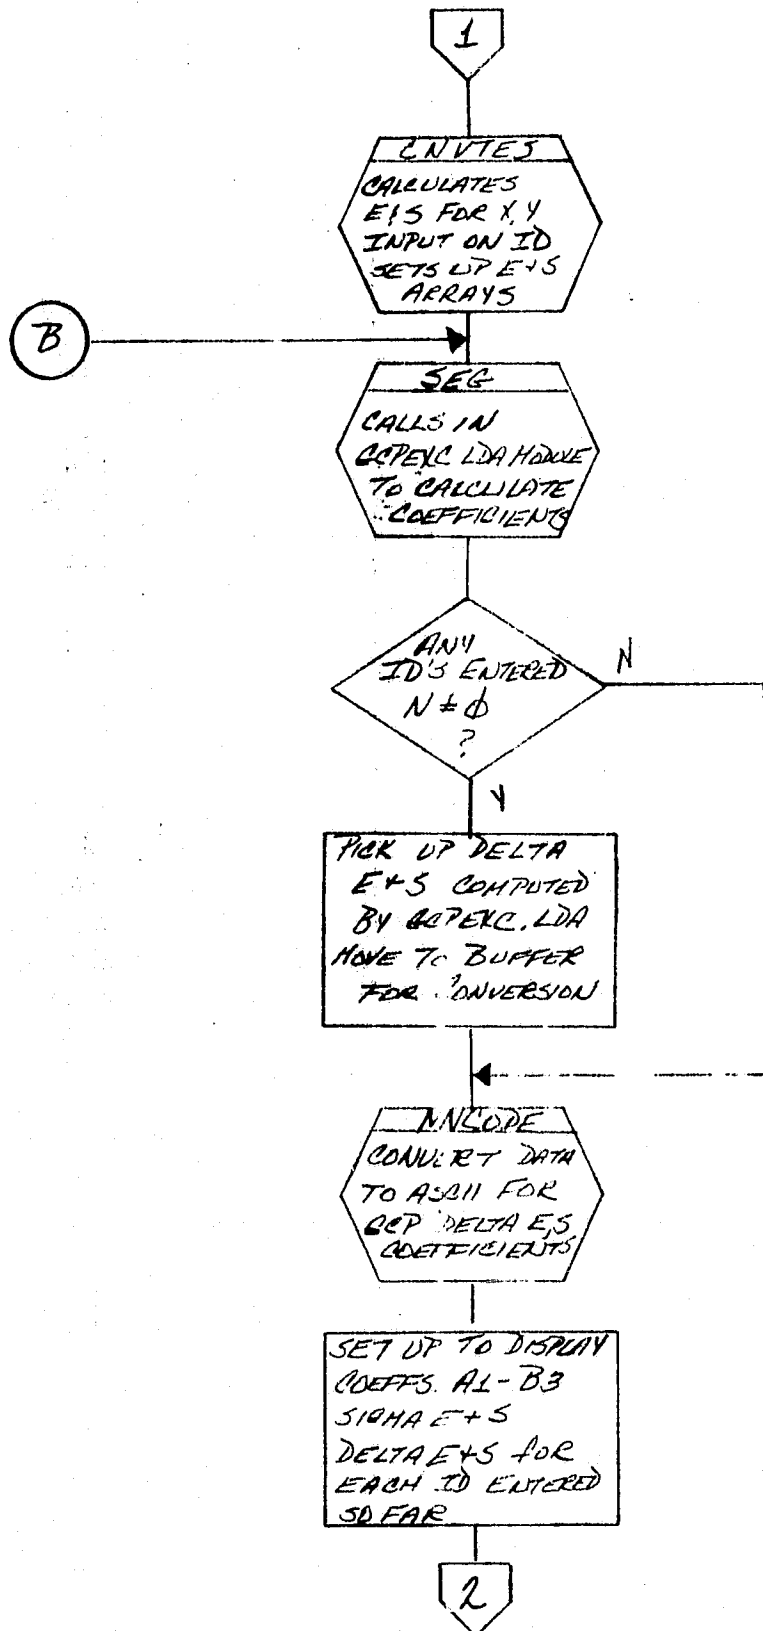 1
CNVTES
CALCULATES
E&S FOR X,Y
INPUT ON ID
SETS UP E+S
ARRAYS
B
SEG
CALLS IN
GCPEXC LDA MODULE
TO CALCULATE
COEFFICIENTS
ANY
ID'S ENTERED
N ≠ Ø
?
N
Y
PICK UP DELTA
E+S COMPUTED
BY GCPEXC.LDA
MOVE TO BUFFER
FOR CONVERSION
NNCODE
CONVERT DATA
TO ASCII FOR
GCP DELTA E,S
COEFFICIENTS
SET UP TO DISPLAY
COEFFS. A1-B3
SIGMA E+S
DELTA E+S FOR
EACH ID ENTERED
SO FAR
2